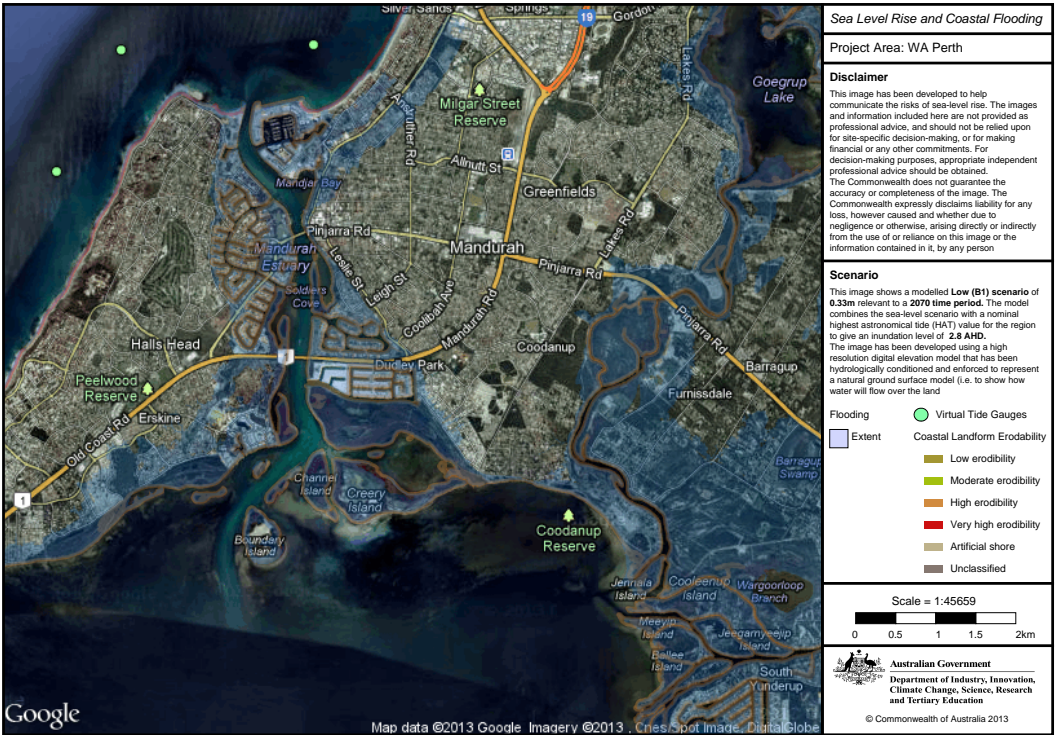 Silver Sands
Springs
19
Gordon
Lakes Rd
Goegrup
Lake
Anstruther Rd
Milgar Street
Reserve
Allnutt St
Mandjar Bay
Greenfields
Pinjarra Rd
Mandurah
Lakes Rd
Mandurah
Estuary
Leslie St
Pinjarra Rd
Soldiers
Cove
Leigh St
Coolibah Ave
Mandurah Rd
Pinjarra Rd
Halls Head
Coodanup
Dudley Park
Barragup
Peelwood
Reserve
Furnissdale
Erskine
Old Coast Rd
1
Barragup
Swamp
Channel
Island
Creery
Island
Boundary
Island
Coodanup
Reserve
Jennala
Island
Cooleenup
island
Wargoorloop
Branch
Meeyip
Island
Jeegarnyeejip
Island
Ballee
Island
South
Yunderup
Google
Map data ©2013 Google Imagery ©2013 , Cnes/Spot Image, DigitalGlobe
Sea Level Rise and Coastal Flooding
Project Area: WA Perth
Disclaimer
This image has been developed to help
communicate the risks of sea-level rise. The images
and information included here are not provided as
professional advice, and should not be relied upon
for site-specific decision-making, or for making
financial or any other commitments. For
decision-making purposes, appropriate independent
professional advice should be obtained.
The Commonwealth does not guarantee the
accuracy or completeness of the image. The
Commonwealth expressly disclaims liability for any
loss, however caused and whether due to
negligence or otherwise, arising directly or indirectly
from the use of or reliance on this image or the
information contained in it, by any person
Scenario
This image shows a modelled Low (B1) scenario of
0.33m relevant to a 2070 time period. The model
combines the sea-level scenario with a nominal
highest astronomical tide (HAT) value for the region
to give an inundation level of 2.8 AHD.
The image has been developed using a high
resolution digital elevation model that has been
hydrologically conditioned and enforced to represent
a natural ground surface model (i.e. to show how
water will flow over the land
Flooding
Virtual Tide Gauges
Extent
Coastal Landform Erodability
Low erodibility
Moderate erodibility
High erodibility
Very high erodibility
Artificial shore
Unclassified
Scale = 1:45659
0 0.5 1 1.5 2km
Australian Government
Department of Industry, Innovation,
Climate Change, Science, Research
and Tertiary Education
© Commonwealth of Australia 2013